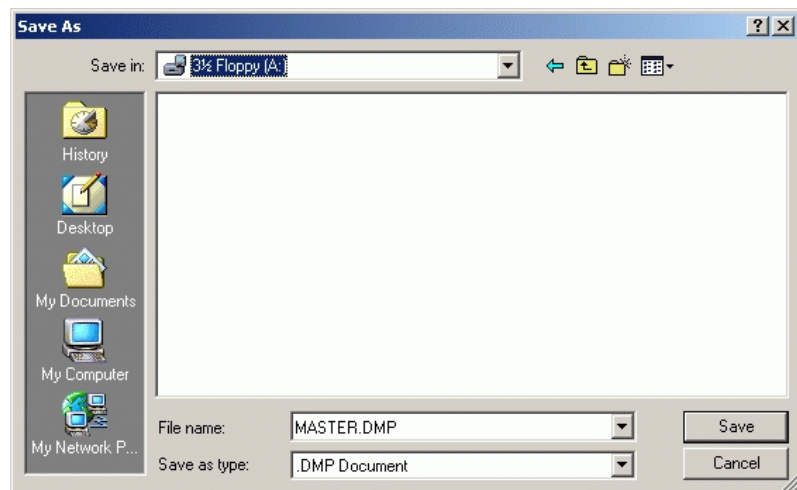 Save As
Save in: 3½ Floppy (A:)
History
Desktop
My Documents
My Computer
My Network P...
File name: MASTER.DMP Save
Save as type: .DMP Document Cancel